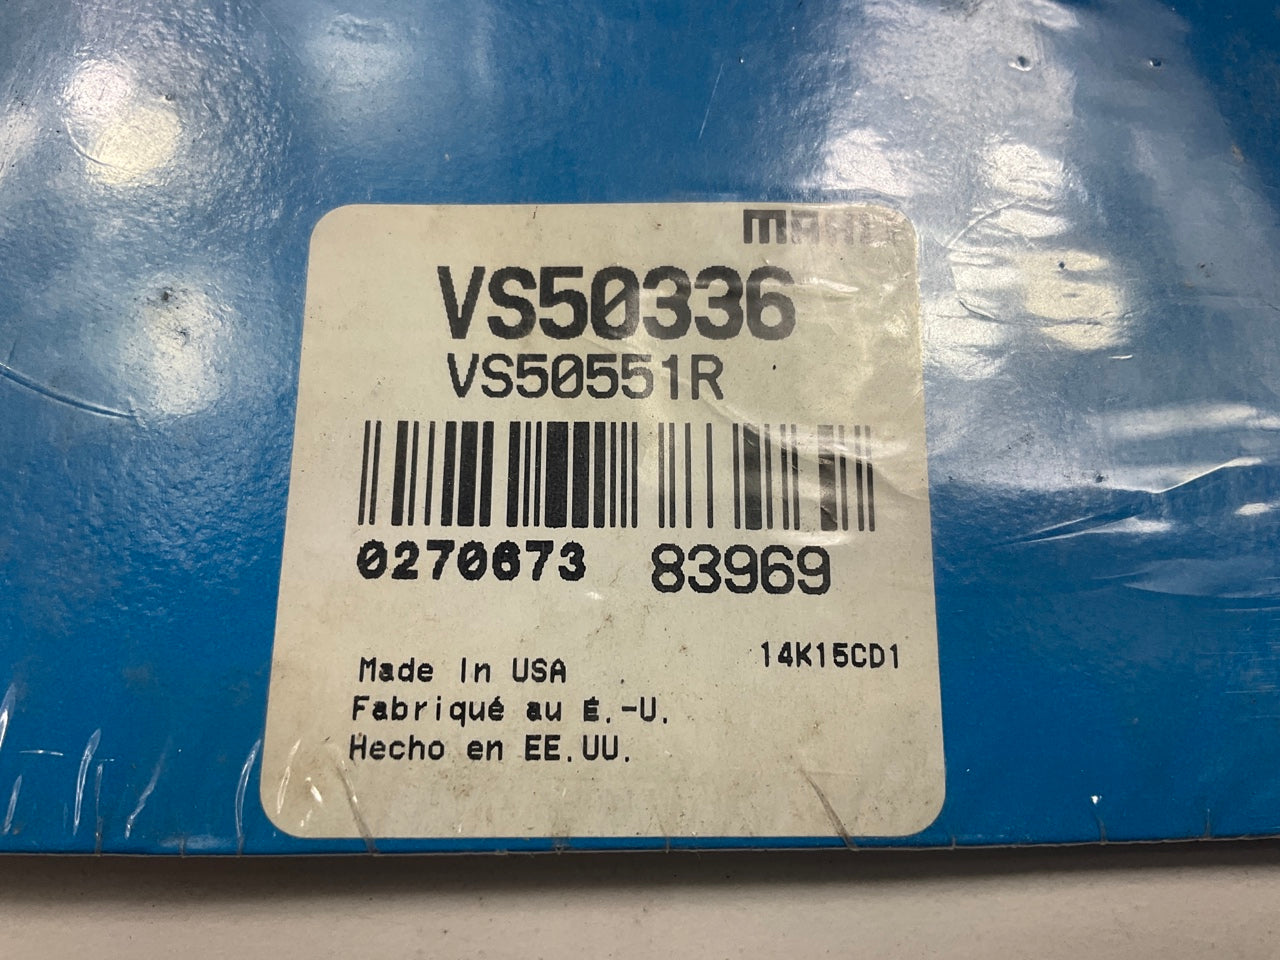 MAHLE
VS50336
VS50551R
0270673 83969
14K15CD1
Made In USA
Fabriqué au É.-U.
Hecho en EE.UU.